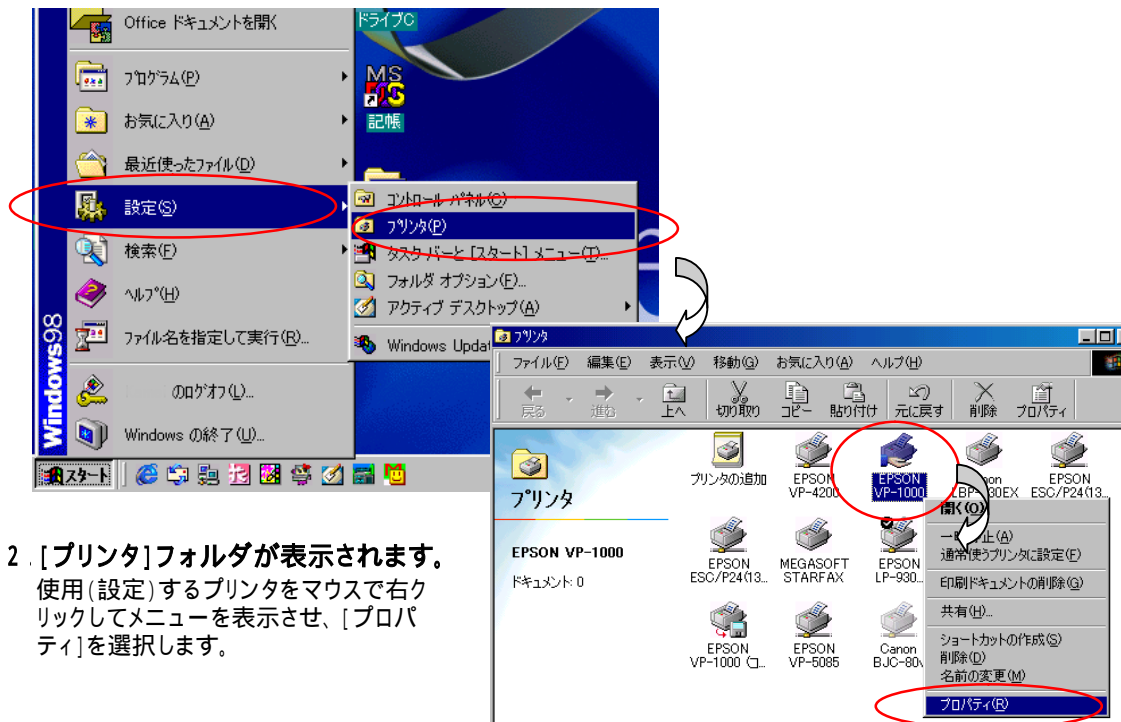 Office ドキュメントを開く
プログラム(P)
お気に入り(A)
最近使ったファイル(D)
設定(S)
検索(F)
ヘルプ(H)
ファイル名を指定して実行(R)...
のログオフ(L)...
Windows の終了(U)...
Windows98
スタート
ドライブC
MS
記帳
コントロール パネル(C)
プリンタ(P)
タスク バーと [スタート] メニュー(T)...
フォルダ オプション(F)...
アクティブ デスクトップ(A)
Windows Updat
プリンタ
ファイル(F) 編集(E) 表示(V) 移動(G) お気に入り(A) ヘルプ(H)
戻る 進む 上へ 切り取り コピー 貼り付け 元に戻す 削除 プロパティ
プリンタ
EPSON VP-1000
ドキュメント: 0
プリンタの追加
EPSON VP-4200
EPSON VP-1000
LBP-930EX
EPSON ESC/P24(13...
EPSON ESC/P24(13...
MEGASOFT STARFAX
EPSON LP-930...
EPSON VP-1000 (コ...
EPSON VP-5085
Canon BJC-80v
開く(O)
一時停止(A)
通常使うプリンタに設定(F)
印刷ドキュメントの削除(G)
共有(H)...
ショートカットの作成(S)
削除(D)
名前の変更(M)
プロパティ(R)
2．[プリンタ]フォルダが表示されます。
使用(設定)するプリンタをマウスで右ク
リックしてメニューを表示させ、[プロパ
ティ]を選択します。